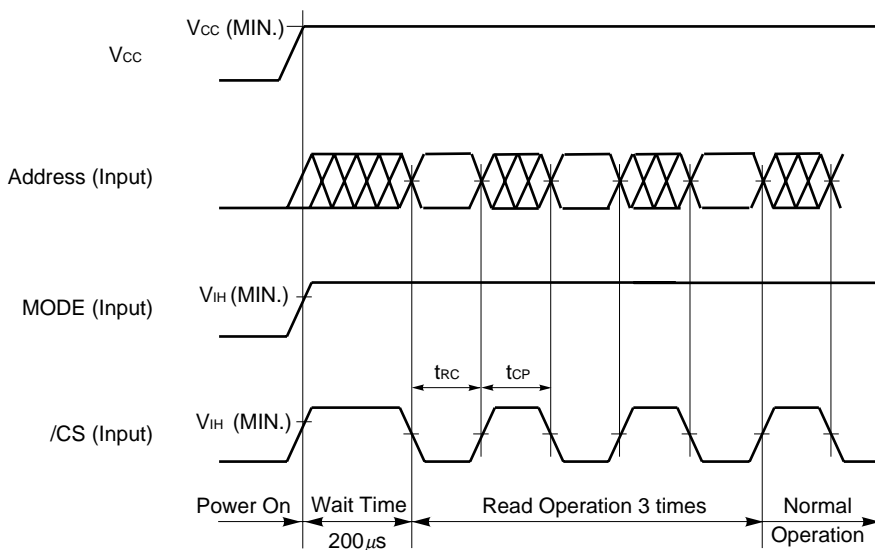 VCC (MIN.)
VCC
Address (Input)
VIH (MIN.)
MODE (Input)
tRC
tCP
VIH (MIN.)
/CS (Input)
Power On
Wait Time
200μs
Read Operation 3 times
Normal
Operation